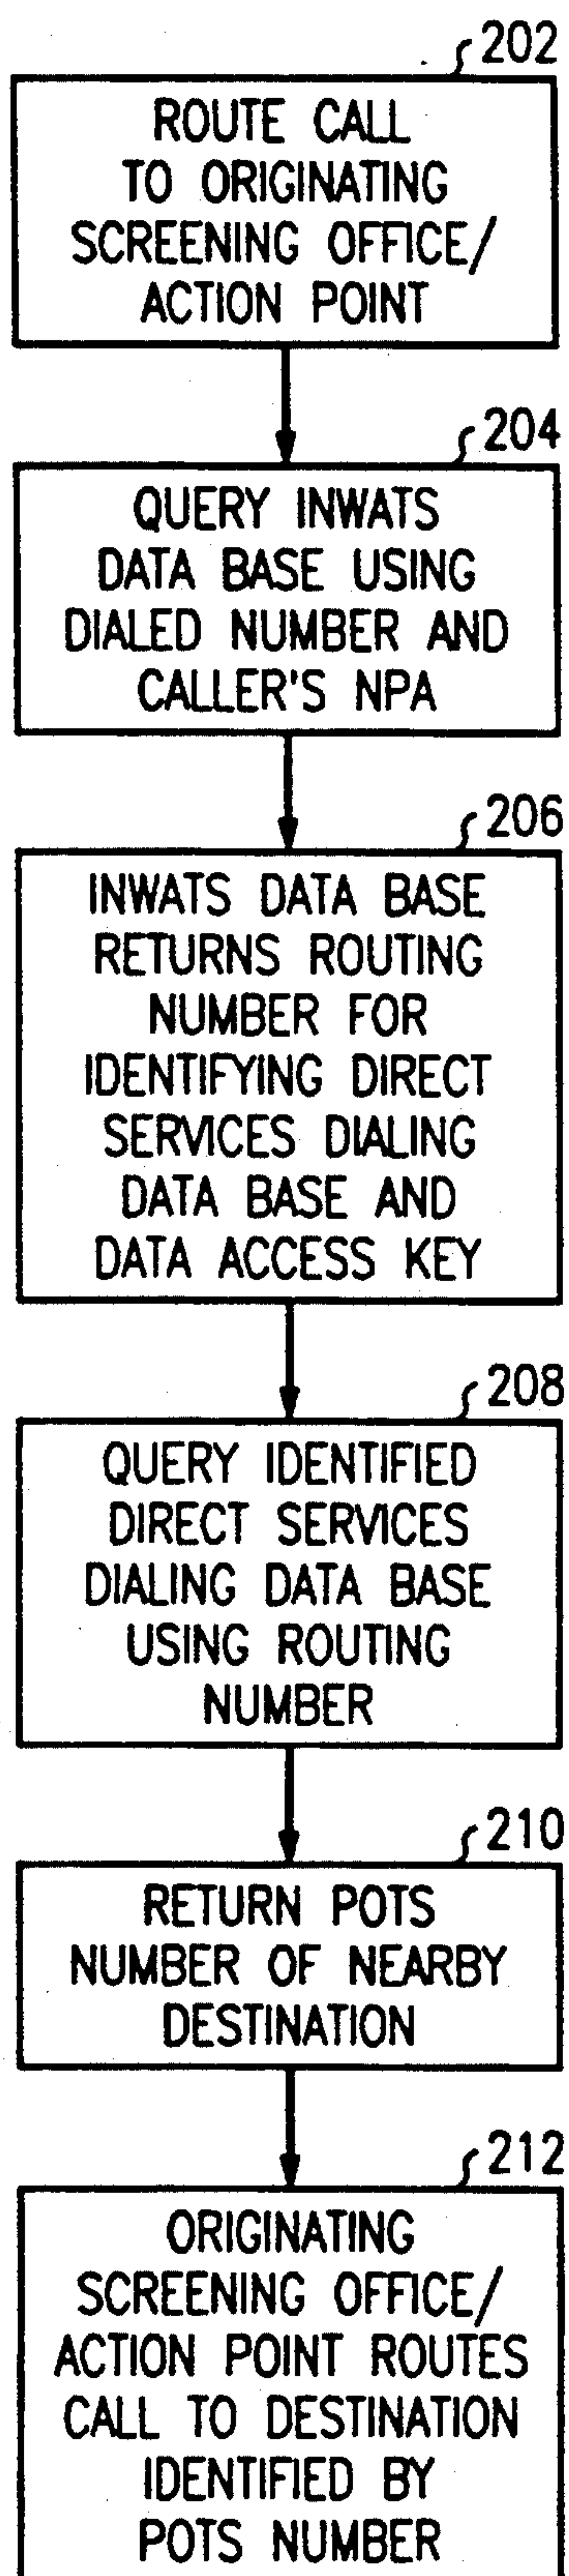 202
ROUTE CALL
TO ORIGINATING
SCREENING OFFICE/
ACTION POINT
204
QUERY INWATS
DATA BASE USING
DIALED NUMBER AND
CALLER'S NPA
206
INWATS DATA BASE
RETURNS ROUTING
NUMBER FOR
IDENTIFYING DIRECT
SERVICES DIALING
DATA BASE AND
DATA ACCESS KEY
208
QUERY IDENTIFIED
DIRECT SERVICES
DIALING DATA BASE
USING ROUTING
NUMBER
210
RETURN POTS
NUMBER OF NEARBY
DESTINATION
212
ORIGINATING
SCREENING OFFICE/
ACTION POINT ROUTES
CALL TO DESTINATION
IDENTIFIED BY
POTS NUMBER